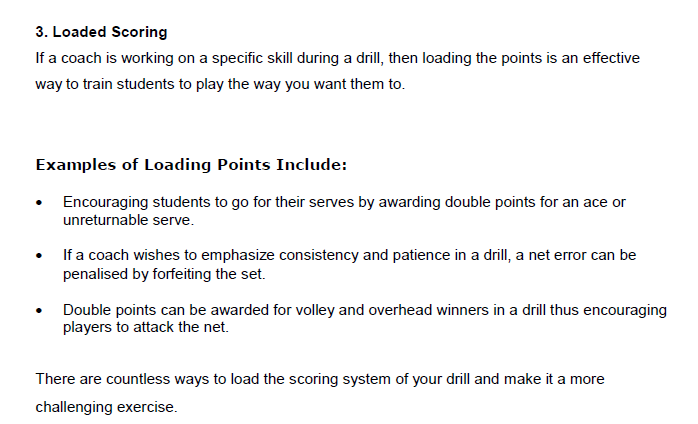 3. Loaded Scoring
If a coach is working on a specific skill during a drill, then loading the points is an effective
way to train students to play the way you want them to.
Examples of Loading Points Include:
• Encouraging students to go for their serves by awarding double points for an ace or
unreturnable serve.
• If a coach wishes to emphasize consistency and patience in a drill, a net error can be
penalised by forfeiting the set.
• Double points can be awarded for volley and overhead winners in a drill thus encouraging
players to attack the net.
There are countless ways to load the scoring system of your drill and make it a more
challenging exercise.